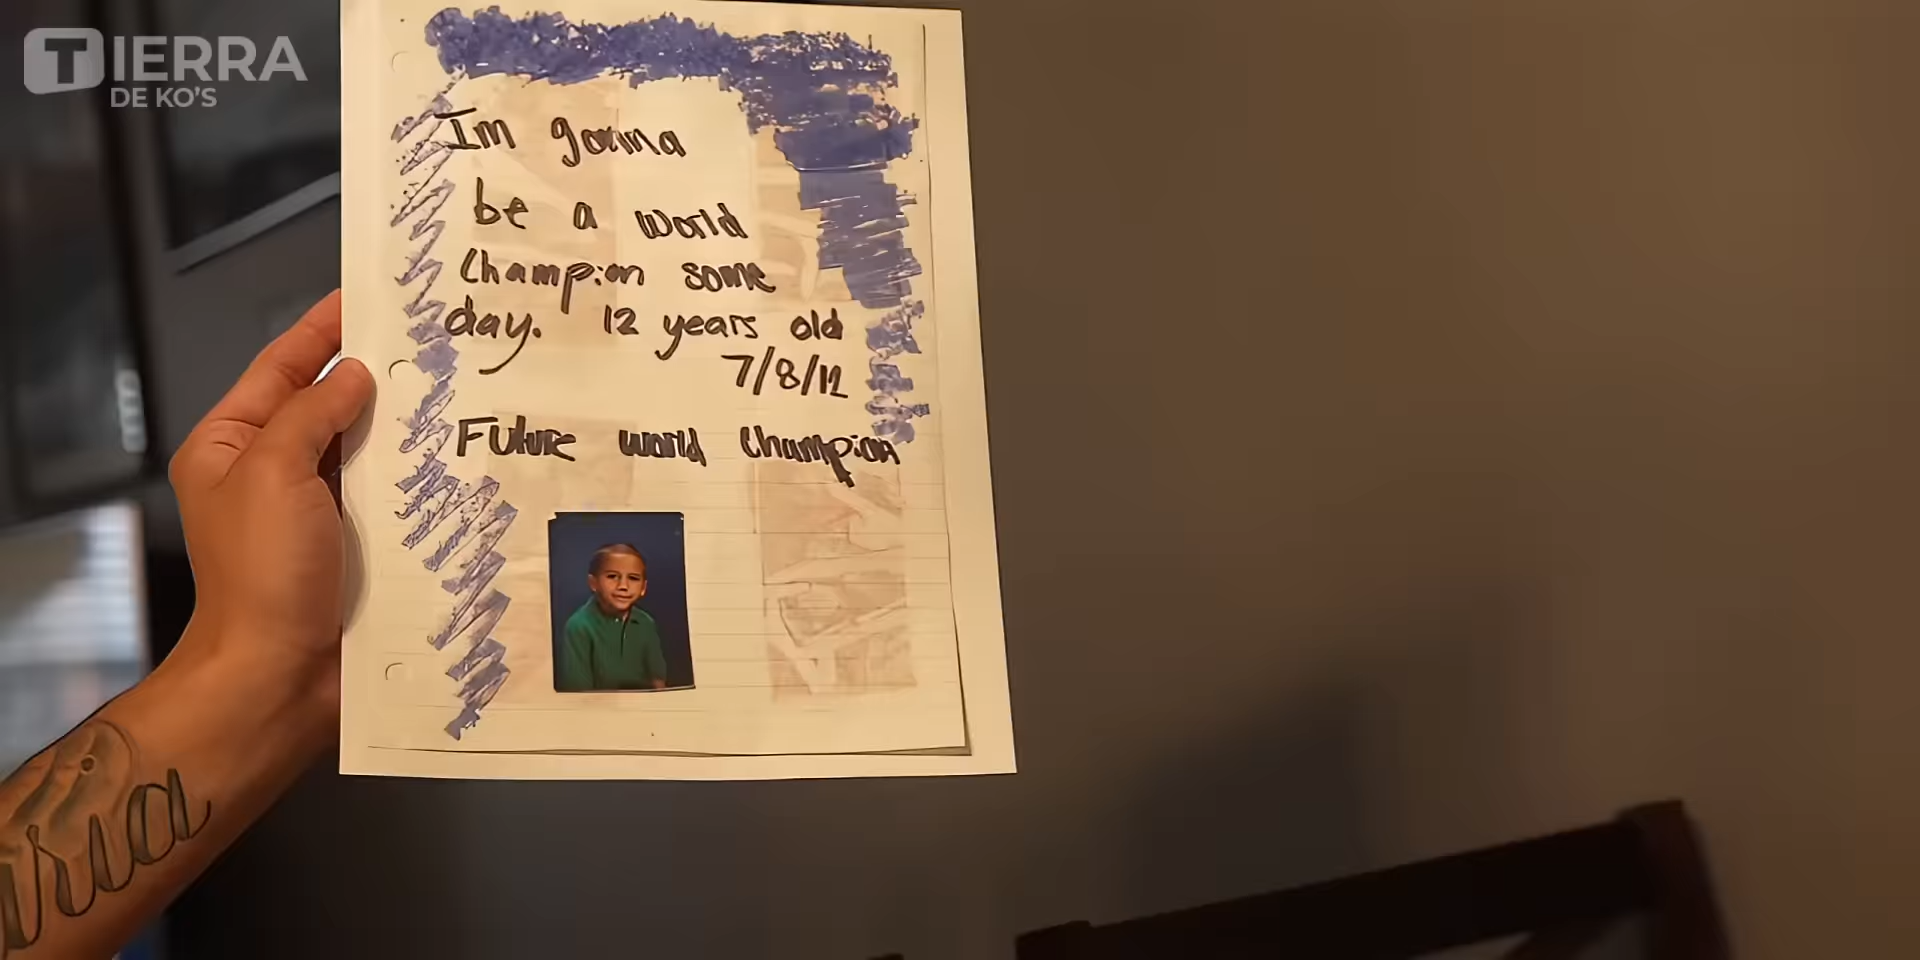 TIERRA
DE KO'S
Im gonna
be a world
Champion some
day. 12 years old
7/8/12
Future world Champion